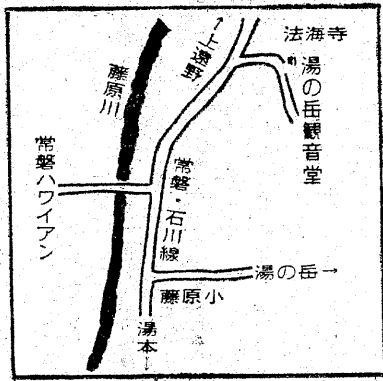 法海寺
卍湯の岳観音堂
↑上遠野
藤原川
常磐・石川線
常磐ハワイアン
湯の岳→
藤原小
湯本↓